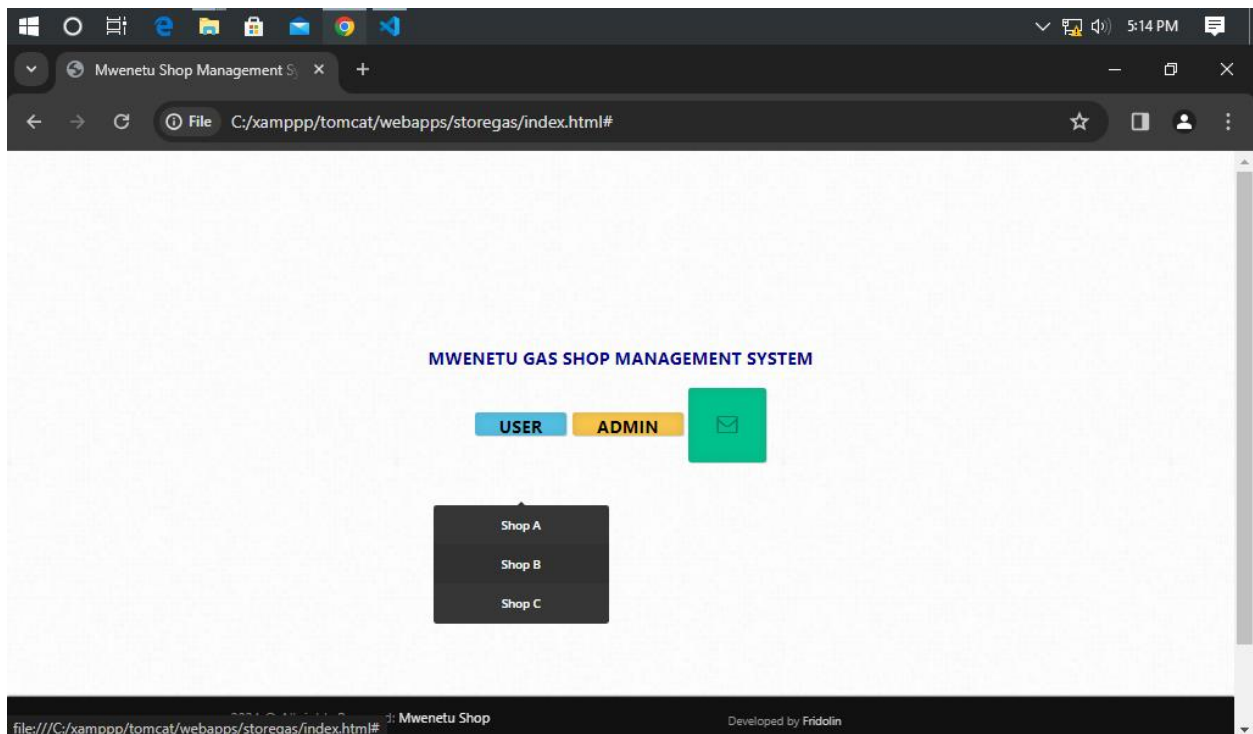 5:14 PM
Mwenetu Shop Management S
File C:/xamppp/tomcat/webapps/storegas/index.html#
MWENETU GAS SHOP MANAGEMENT SYSTEM
USER ADMIN
Shop A
Shop B
Shop C
Mwenetu Shop Developed by Fridolin
file:///C:/xamppp/tomcat/webapps/storegas/index.html#